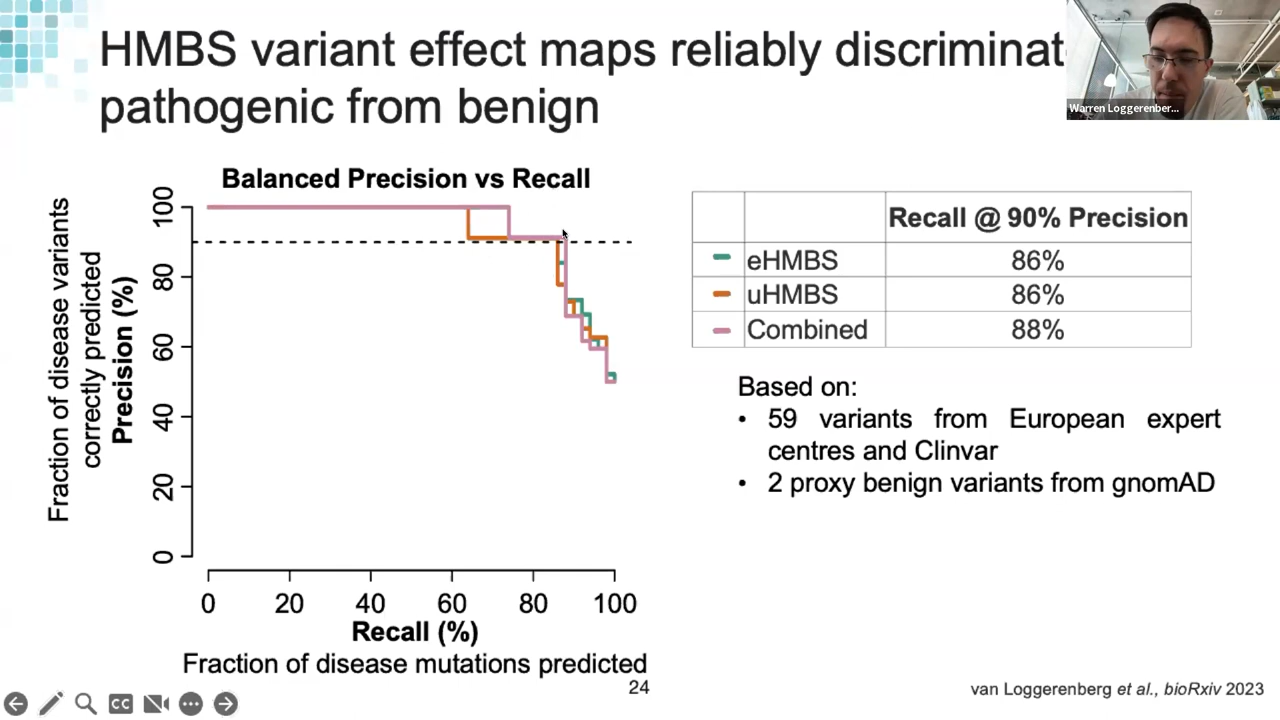 HMBS variant effect maps reliably discriminat
pathogenic from benign
Warren Loggerenber...
Balanced Precision vs Recall
Fraction of disease variants
correctly predicted
Precision (%)
100
80
60
40
20
0
0 20 40 60 80 100
Recall (%)
Fraction of disease mutations predicted
Recall @ 90% Precision
eHMBS 86%
uHMBS 86%
Combined 88%
Based on:
• 59 variants from European expert
centres and Clinvar
• 2 proxy benign variants from gnomAD
24
van Loggerenberg et al., bioRxiv 2023
CC